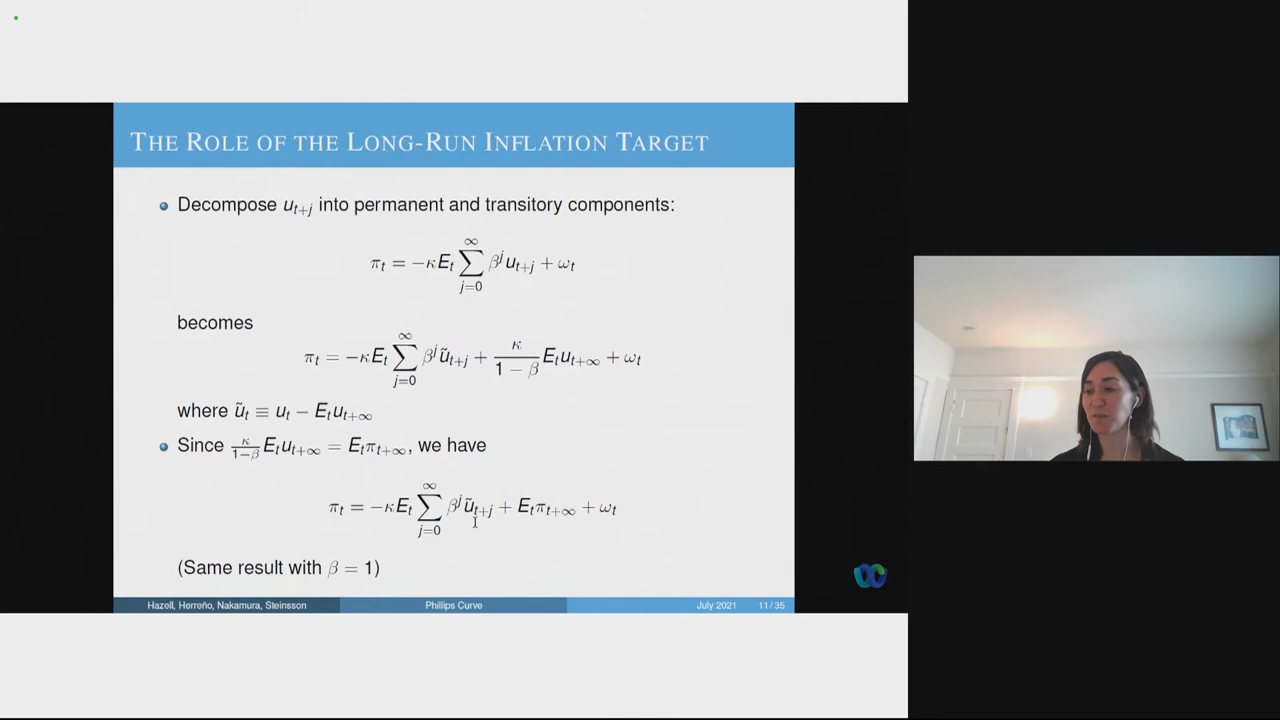 THE ROLE OF THE LONG-RUN INFLATION TARGET
Decompose u_{t+j} into permanent and transitory components:
π_t = −κE_t ∑_{j=0}^{∞} β^j u_{t+j} + ω_t
becomes
π_t = −κE_t ∑_{j=0}^{∞} β^j ũ_{t+j} + \frac{κ}{1−β} E_t u_{t+∞} + ω_t
where ũ_t ≡ u_t − E_t u_{t+∞}
Since \frac{κ}{1−β} E_t u_{t+∞} = E_t π_{t+∞}, we have
π_t = −κE_t ∑_{j=0}^{∞} β^j ũ_{t+j} + E_t π_{t+∞} + ω_t
(Same result with β = 1)
Hazell, Herreño, Nakamura, Steinsson Phillips Curve July 2021 11 / 35